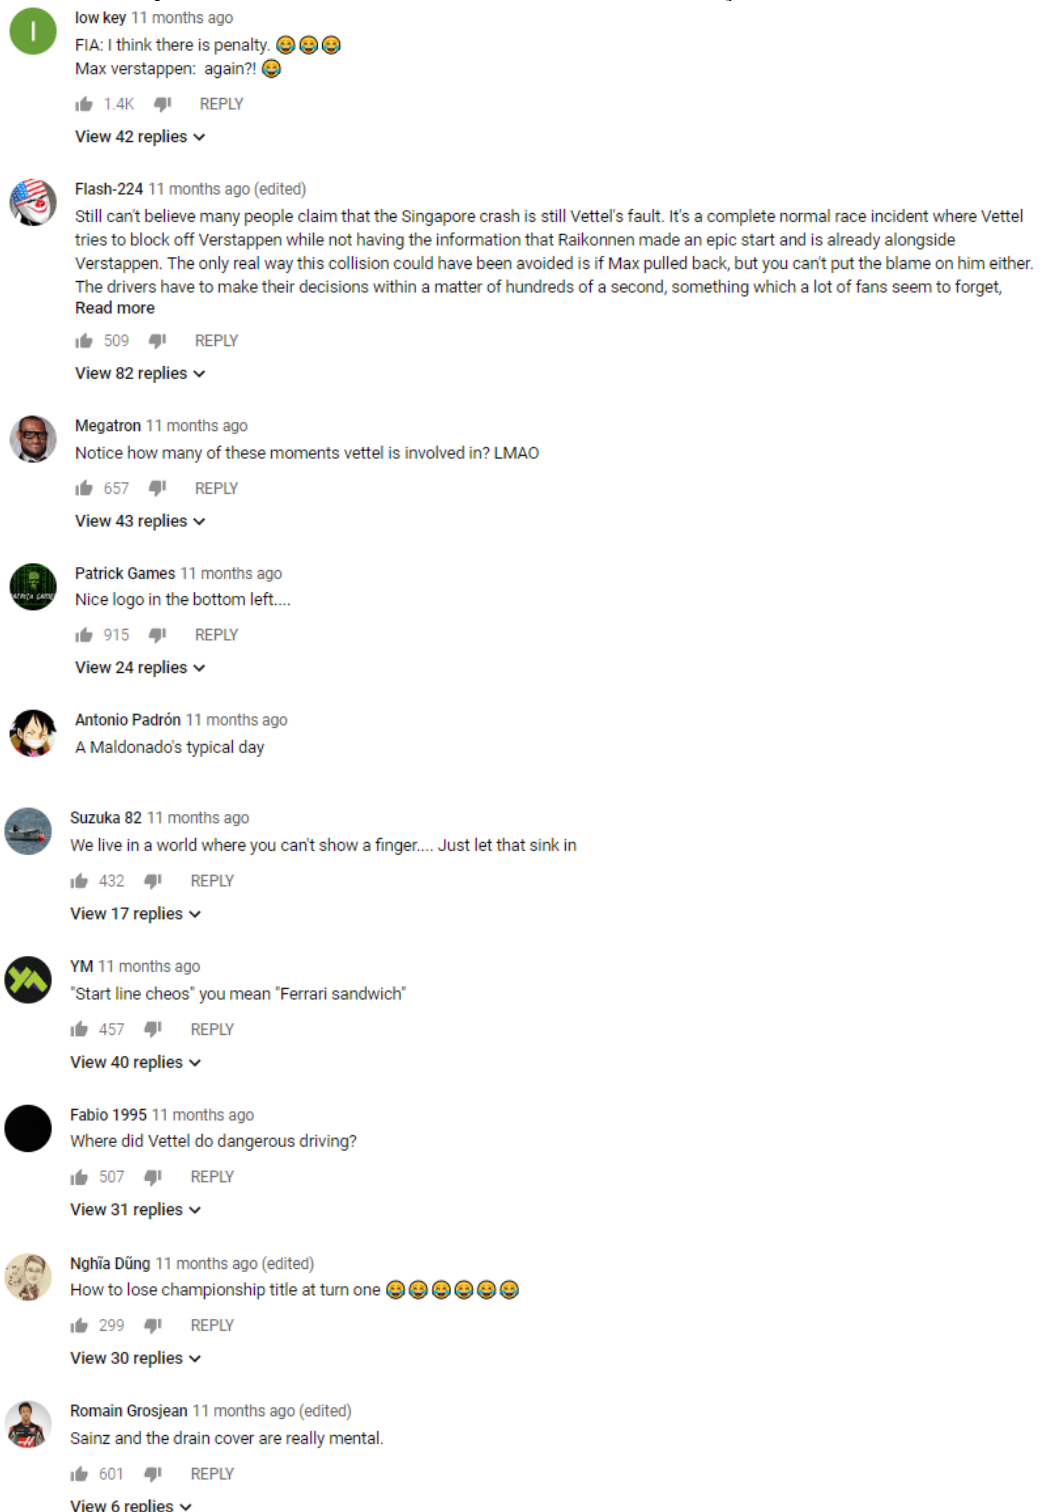 I
low key 11 months ago
FIA: I think there is penalty. 😂😂😂
Max verstappen:  again?! 😂
1.4K REPLY
View 42 replies
Flash-224 11 months ago (edited)
Still can't believe many people claim that the Singapore crash is still Vettel's fault. It's a complete normal race incident where Vettel
tries to block off Verstappen while not having the information that Raikonnen made an epic start and is already alongside
Verstappen. The only real way this collision could have been avoided is if Max pulled back, but you can't put the blame on him either.
The drivers have to make their decisions within a matter of hundreds of a second, something which a lot of fans seem to forget,
Read more
509 REPLY
View 82 replies
Megatron 11 months ago
Notice how many of these moments vettel is involved in? LMAO
657 REPLY
View 43 replies
Patrick Games 11 months ago
Nice logo in the bottom left....
915 REPLY
View 24 replies
Antonio Padrón 11 months ago
A Maldonado's typical day
Suzuka 82 11 months ago
We live in a world where you can't show a finger.... Just let that sink in
432 REPLY
View 17 replies
YM 11 months ago
"Start line cheos" you mean "Ferrari sandwich"
457 REPLY
View 40 replies
Fabio 1995 11 months ago
Where did Vettel do dangerous driving?
507 REPLY
View 31 replies
Nghĩa Dũng 11 months ago (edited)
How to lose championship title at turn one 😂😂😂😂😂😂
299 REPLY
View 30 replies
Romain Grosjean 11 months ago (edited)
Sainz and the drain cover are really mental.
601 REPLY
View 6 replies